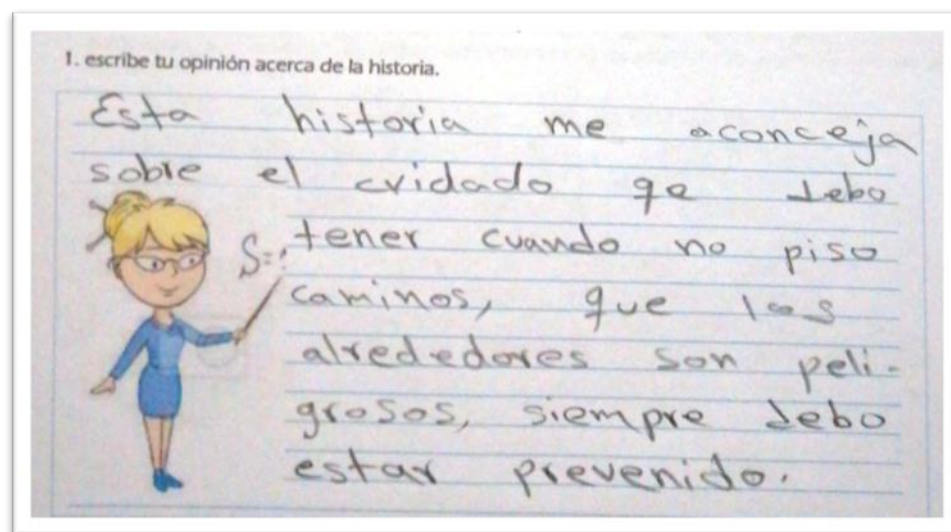 1. escribe tu opinión acerca de la historia.
Esta historia me aconceja
sobre el cuidado qe debo
S=? tener cuando no piso
caminos, que los
alrededores son peli-
grosos, siempre debo
estar prevenido.